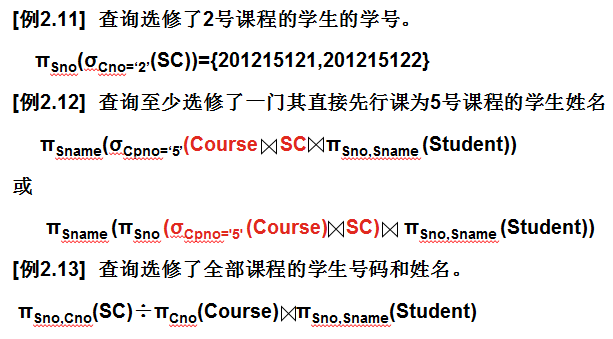 [例2.11] 查询选修了2号课程的学生的学号。
πSno(σCno=‘2’(SC))={201215121,201215122}
[例2.12] 查询至少选修了一门其直接先行课为5号课程的学生姓名
πSname(σCpno=‘5’(Course⋈SC⋈πSno,Sname(Student))
或
πSname(πSno(σCpno='5'(Course)⋈SC)⋈ πSno,Sname(Student))
[例2.13] 查询选修了全部课程的学生号码和姓名。
πSno,Cno(SC)÷πCno(Course)⋈πSno,Sname(Student)